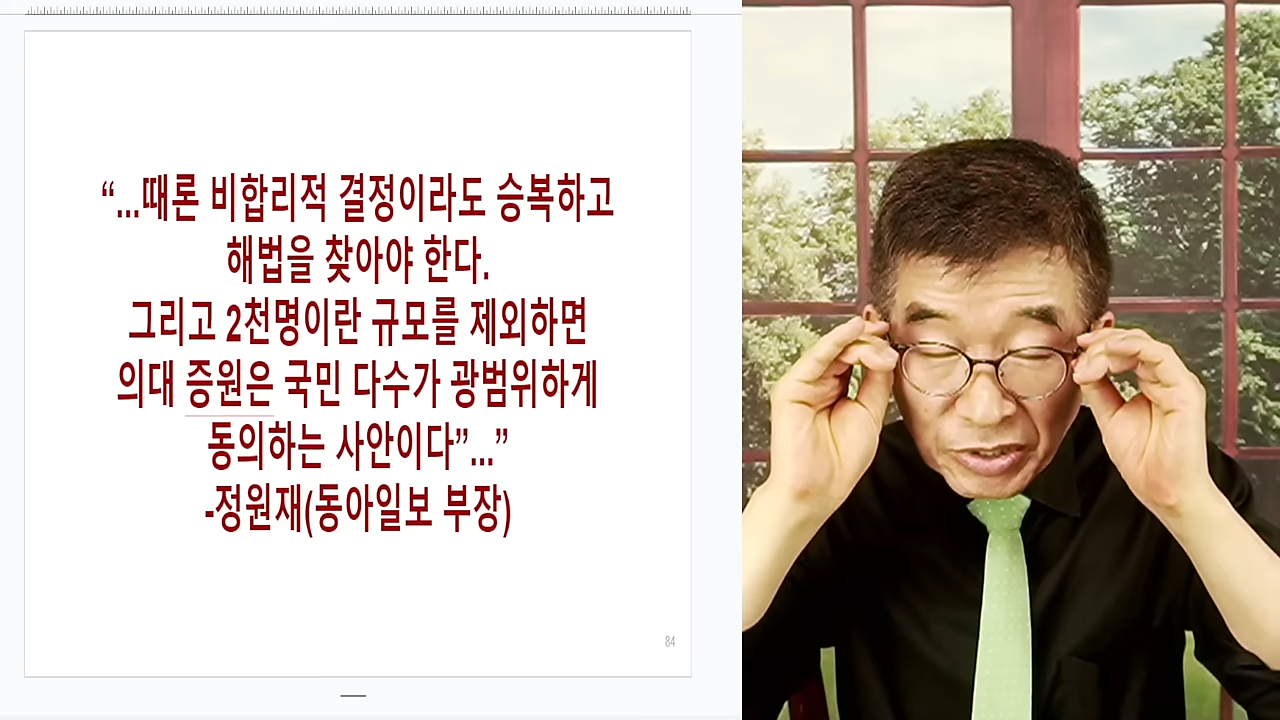 “...때론 비합리적 결정이라도 승복하고
해법을 찾아야 한다.
그리고 2천명이란 규모를 제외하면
의대 증원은 국민 다수가 광범위하게
동의하는 사안이다”...”
-정원재(동아일보 부장)
84